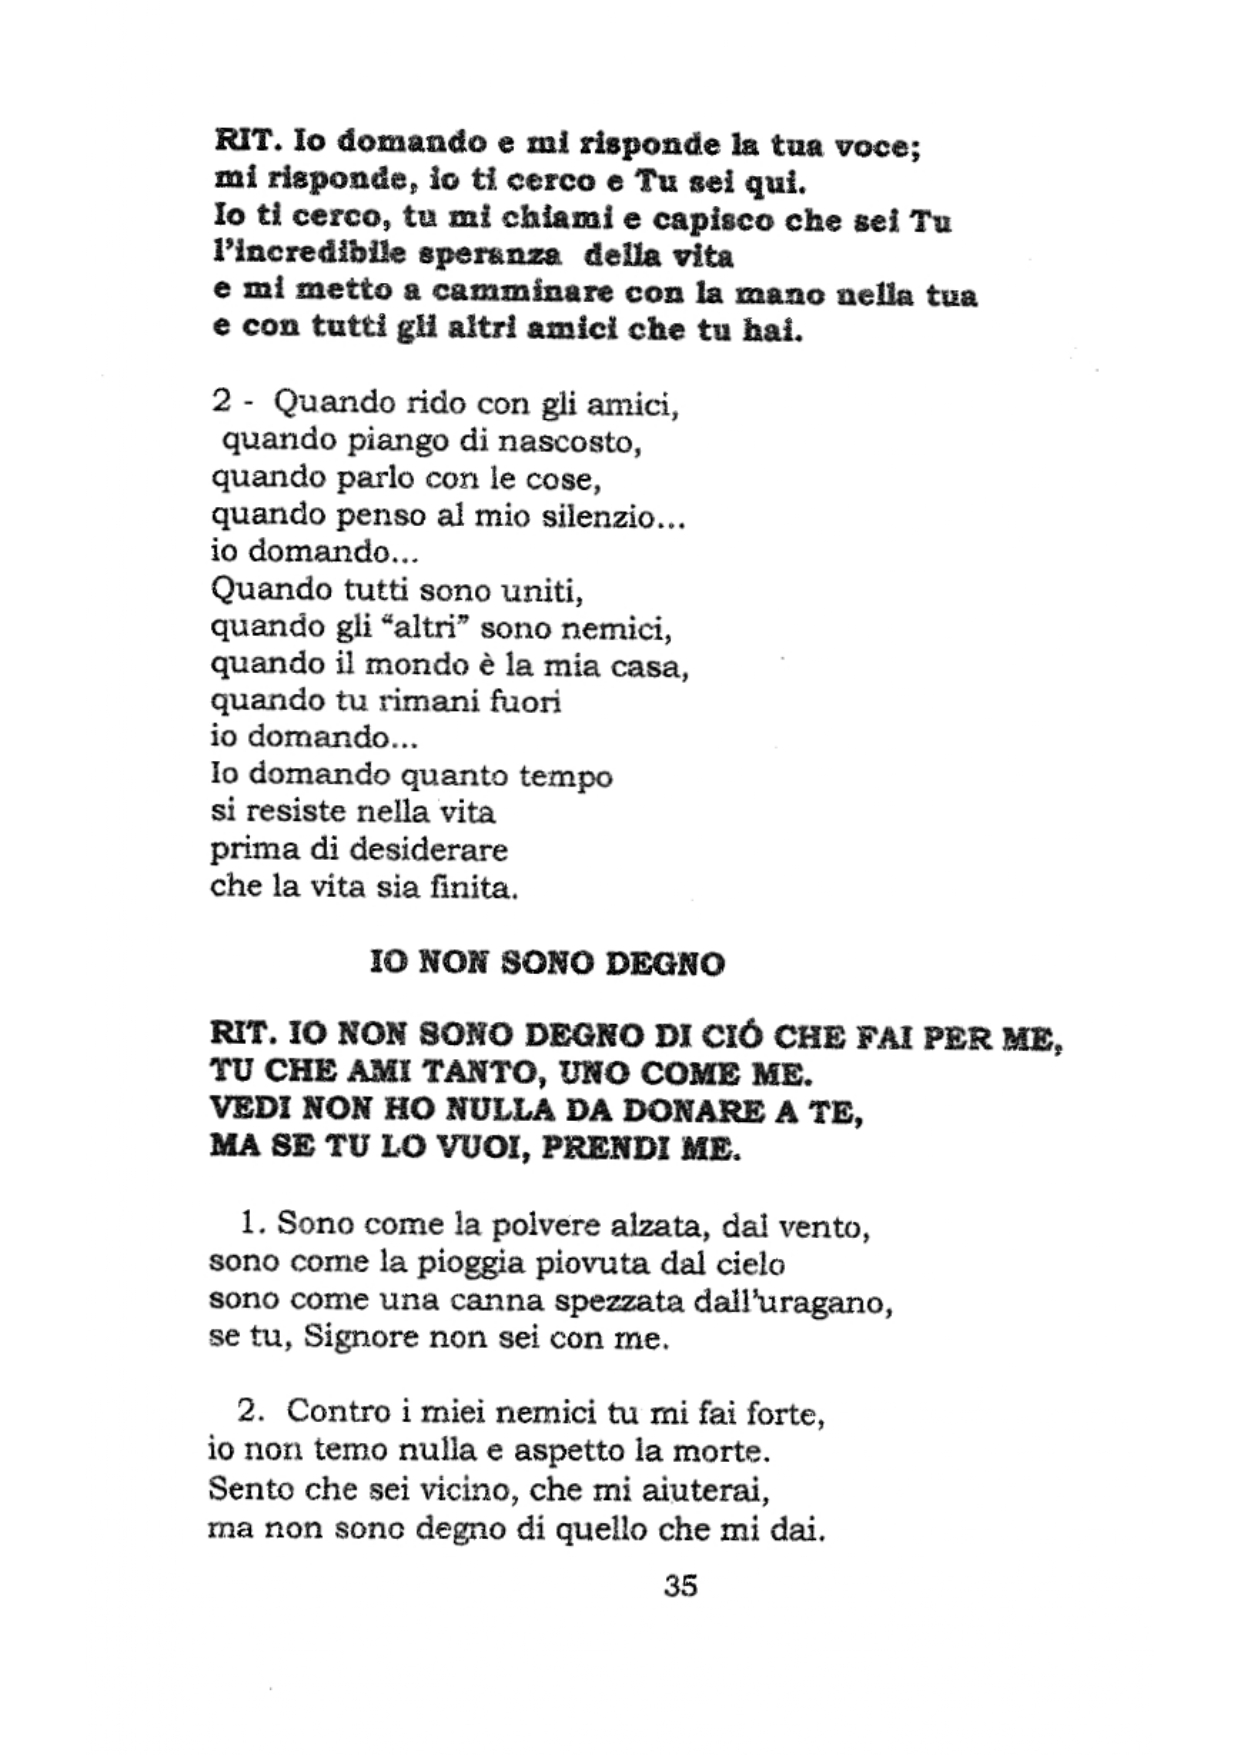 RIT. Io domando e mi risponde la tua voce;
mi risponde, io ti cerco e Tu sei qui.
Io ti cerco, tu mi chiami e capisco che sei Tu
l'incredibile speranza della vita
e mi metto a camminare con la mano nella tua
e con tutti gli altri amici che tu hai.
2 - Quando rido con gli amici,
quando piango di nascosto,
quando parlo con le cose,
quando penso al mio silenzio...
io domando...
Quando tutti sono uniti,
quando gli “altri” sono nemici,
quando il mondo è la mia casa,
quando tu rimani fuori
io domando...
Io domando quanto tempo
si resiste nella vita
prima di desiderare
che la vita sia finita.
IO NON SONO DEGNO
RIT. IO NON SONO DEGNO DI CIÓ CHE FAI PER ME,
TU CHE AMI TANTO, UNO COME ME.
VEDI NON HO NULLA DA DONARE A TE,
MA SE TU LO VUOI, PRENDI ME.
1. Sono come la polvere alzata, dal vento,
sono come la pioggia piovuta dal cielo
sono come una canna spezzata dall'uragano,
se tu, Signore non sei con me.
2. Contro i miei nemici tu mi fai forte,
io non temo nulla e aspetto la morte.
Sento che sei vicino, che mi aiuterai,
ma non sono degno di quello che mi dai.
35